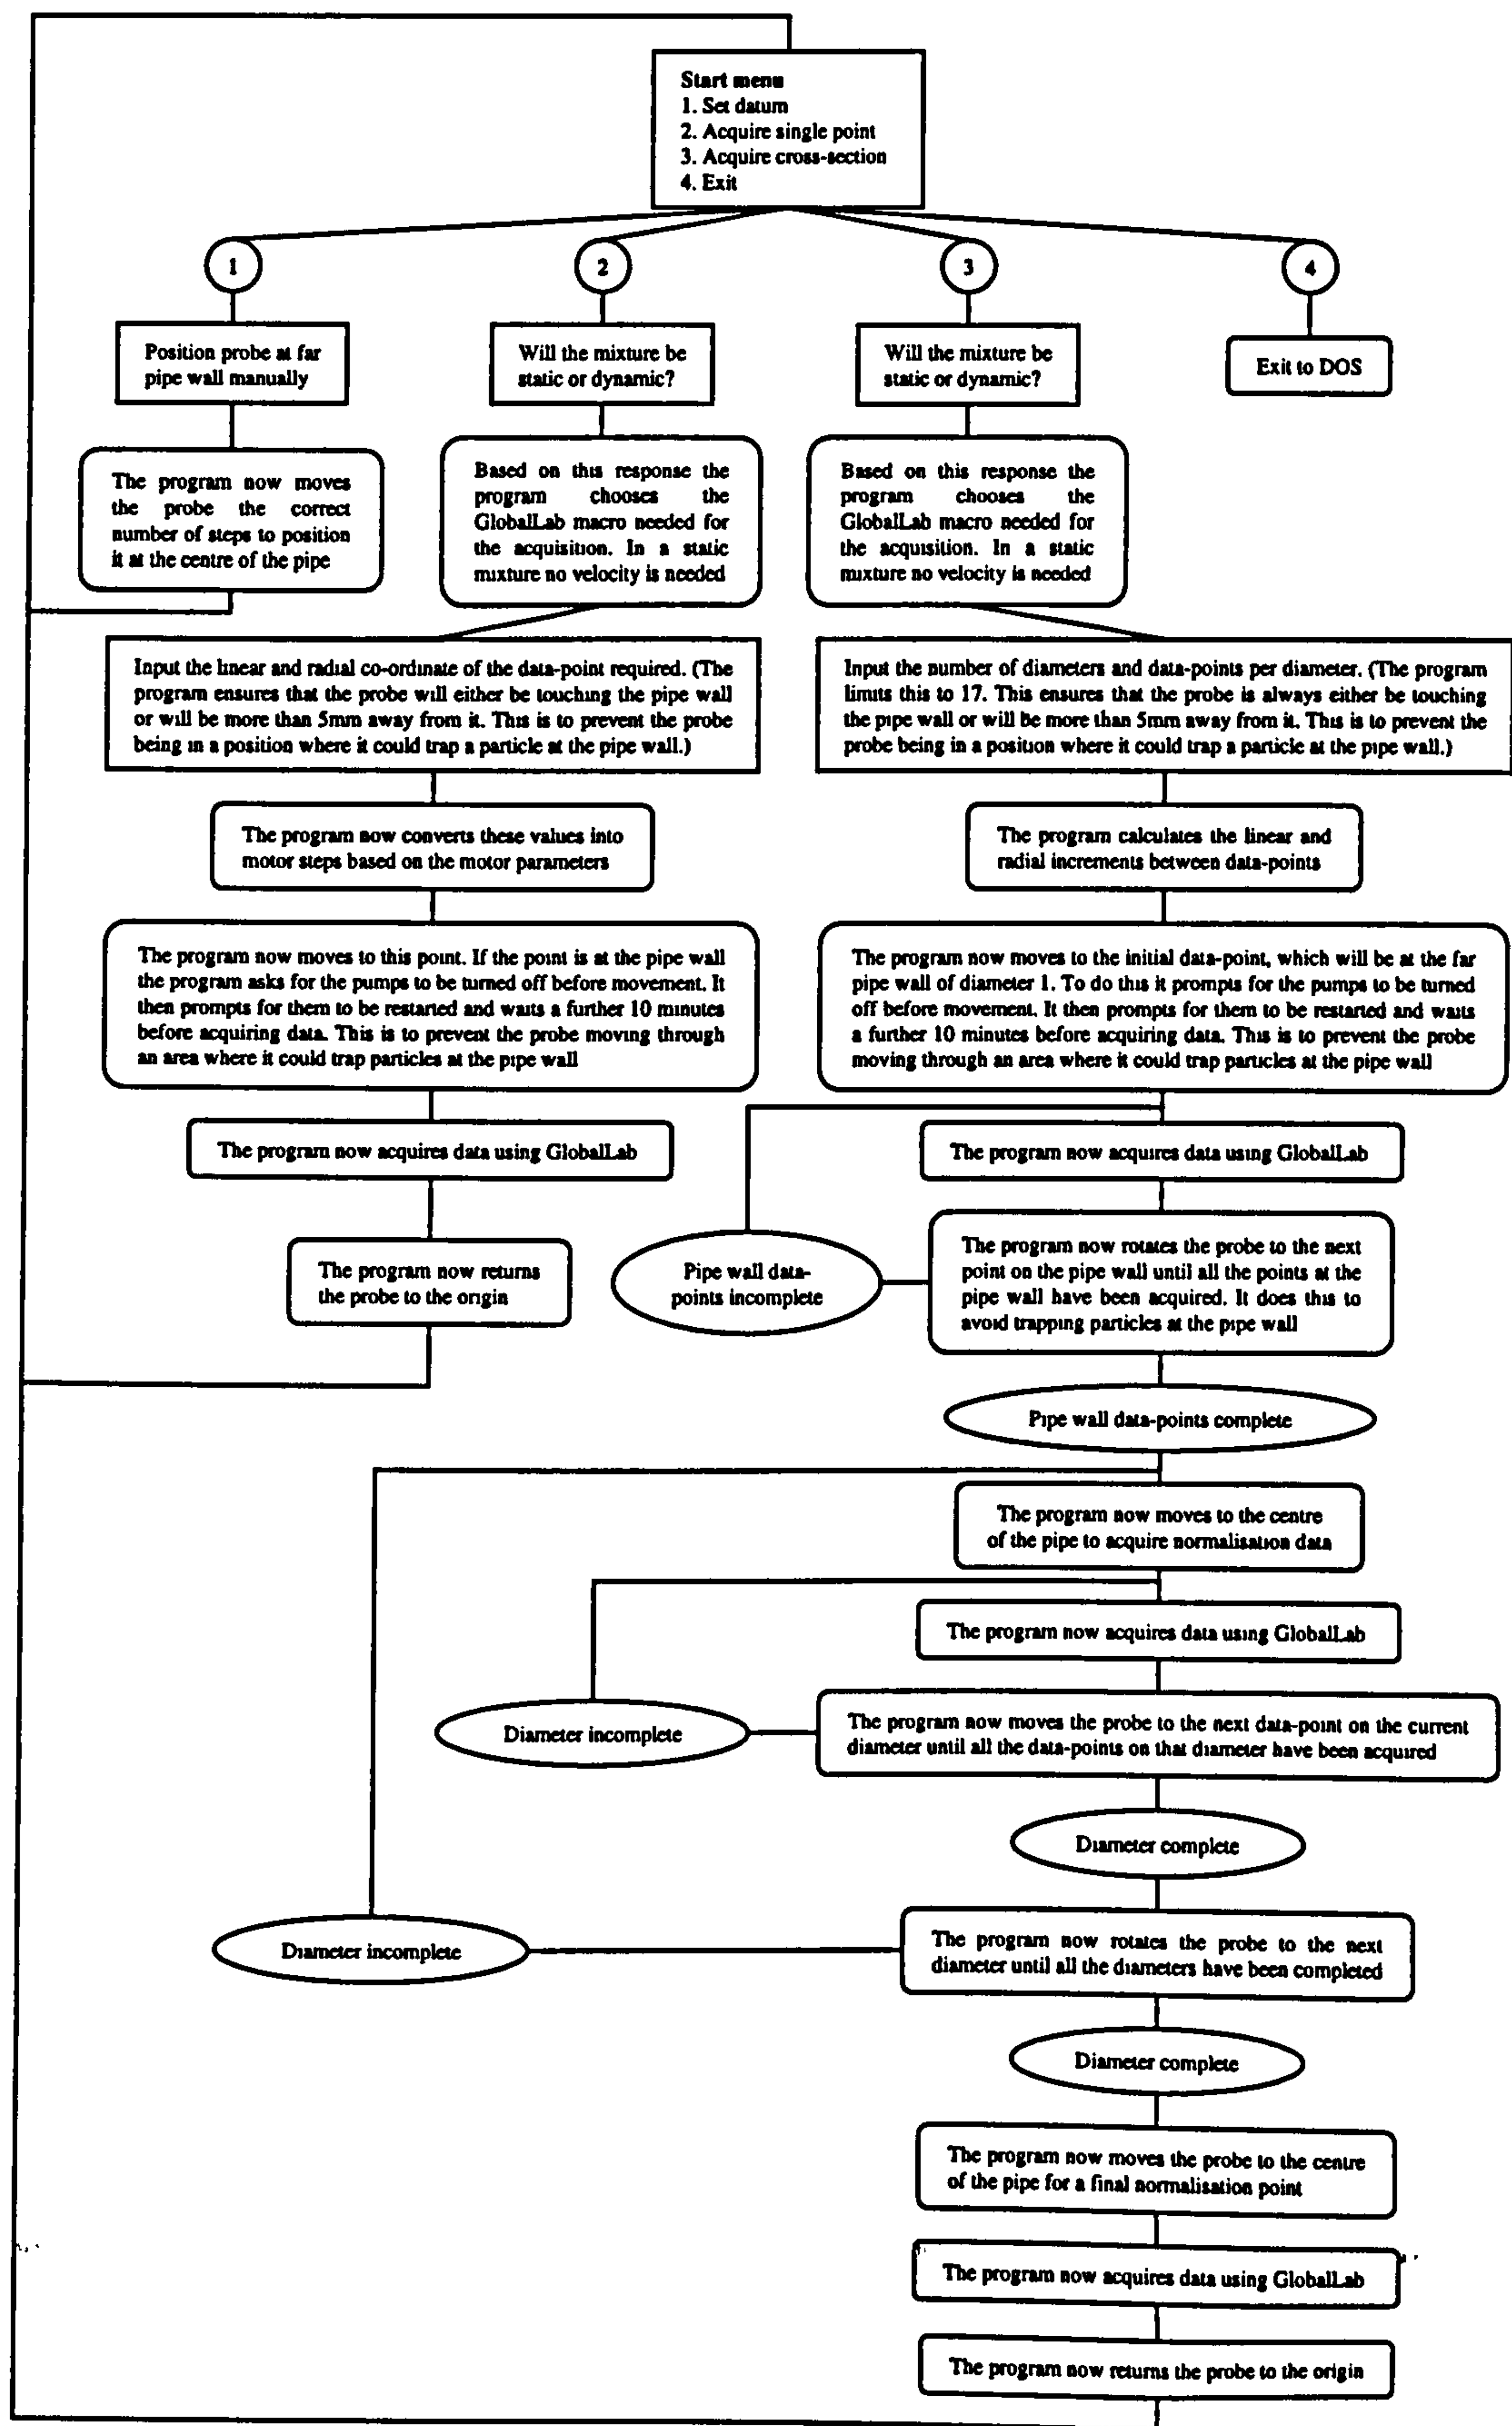 Start menu
1. Set datum
2. Acquire single point
3. Acquire cross-section
4. Exit
1
2
3
4
Position probe at far
pipe wall manually
Will the mixture be
static or dynamic?
Will the mixture be
static or dynamic?
Exit to DOS
The program now moves
the probe the correct
number of steps to position
it at the centre of the pipe
Based on this response the
program chooses the
GlobalLab macro needed for
the acquisition. In a static
mixture no velocity is needed
Based on this response the
program chooses the
GlobalLab macro needed for
the acquisition. In a static
mixture no velocity is needed
Input the linear and radial co-ordinate of the data-point required. (The
program ensures that the probe will either be touching the pipe wall
or will be more than 5mm away from it. This is to prevent the probe
being in a position where it could trap a particle at the pipe wall.)
Input the number of diameters and data-points per diameter. (The program
limits this to 17. This ensures that the probe is always either be touching
the pipe wall or will be more than 5mm away from it. This is to prevent the
probe being in a position where it could trap a particle at the pipe wall.)
The program now converts these values into
motor steps based on the motor parameters
The program calculates the linear and
radial increments between data-points
The program now moves to this point. If the point is at the pipe wall
the program asks for the pumps to be turned off before movement. It
then prompts for them to be restarted and waits a further 10 minutes
before acquiring data. This is to prevent the probe moving through
an area where it could trap particles at the pipe wall
The program now moves to the initial data-point, which will be at the far
pipe wall of diameter 1. To do this it prompts for the pumps to be turned
off before movement. It then prompts for them to be restarted and waits
a further 10 minutes before acquiring data. This is to prevent the probe
moving through an area where it could trap particles at the pipe wall
The program now acquires data using GlobalLab
The program now acquires data using GlobalLab
The program now returns
the probe to the origin
Pipe wall data-
points incomplete
The program now rotates the probe to the next
point on the pipe wall until all the points at the
pipe wall have been acquired. It does this to
avoid trapping particles at the pipe wall
Pipe wall data-points complete
The program now moves to the centre
of the pipe to acquire normalisation data
The program now acquires data using GlobalLab
Diameter incomplete
The program now moves the probe to the next data-point on the current
diameter until all the data-points on that diameter have been acquired
Diameter complete
Diameter incomplete
The program now rotates the probe to the next
diameter until all the diameters have been completed
Diameter complete
The program now moves the probe to the centre
of the pipe for a final normalisation point
The program now acquires data using GlobalLab
The program now returns the probe to the origin